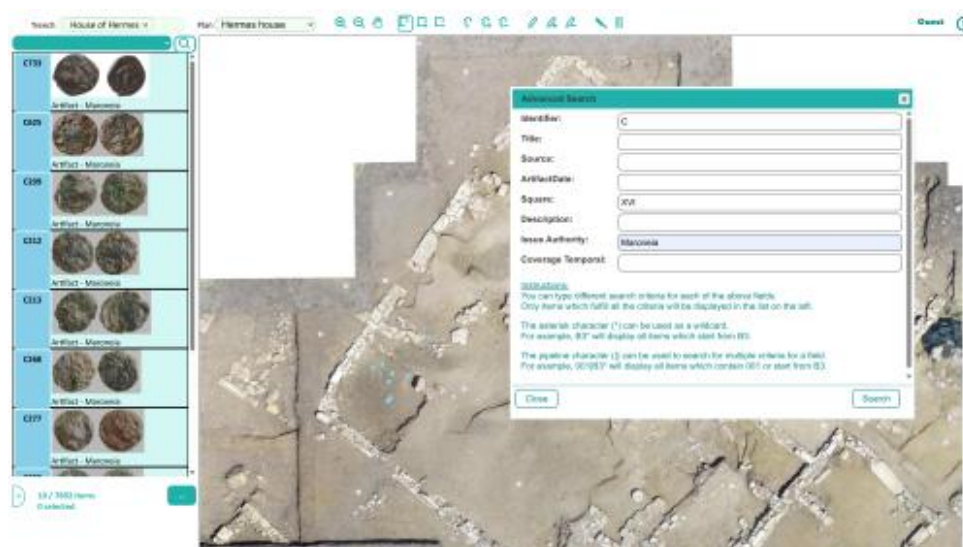 Trench: House of Hermes
Plan: Hermes house
Guest
C733
Artifact - Maroneia
C025
Artifact - Maroneia
C299
Artifact - Maroneia
C312
Artifact - Maroneia
Artifact - Maroneia
C368
Artifact - Maroneia
C377
Artifact - Maroneia
items
0 selected
Advanced Search
Identifier: C
Title:
Source:
ArtifactDate:
Square: XVI
Description:
Issue Authority: Maroneia
Coverage Temporal:
Instructions:
You can type different search criteria for each of the above fields.
Only items which fulfill all the criteria will be displayed in the list on the left.
The asterisk character (*) can be used as a wildcard.
For example, B3* will display all items which start from B3.
The pipeline character (|) can be used to search for multiple criteria for a field.
For example, 001|B3* will display all items which contain 001 or start from B3.
Close
Search